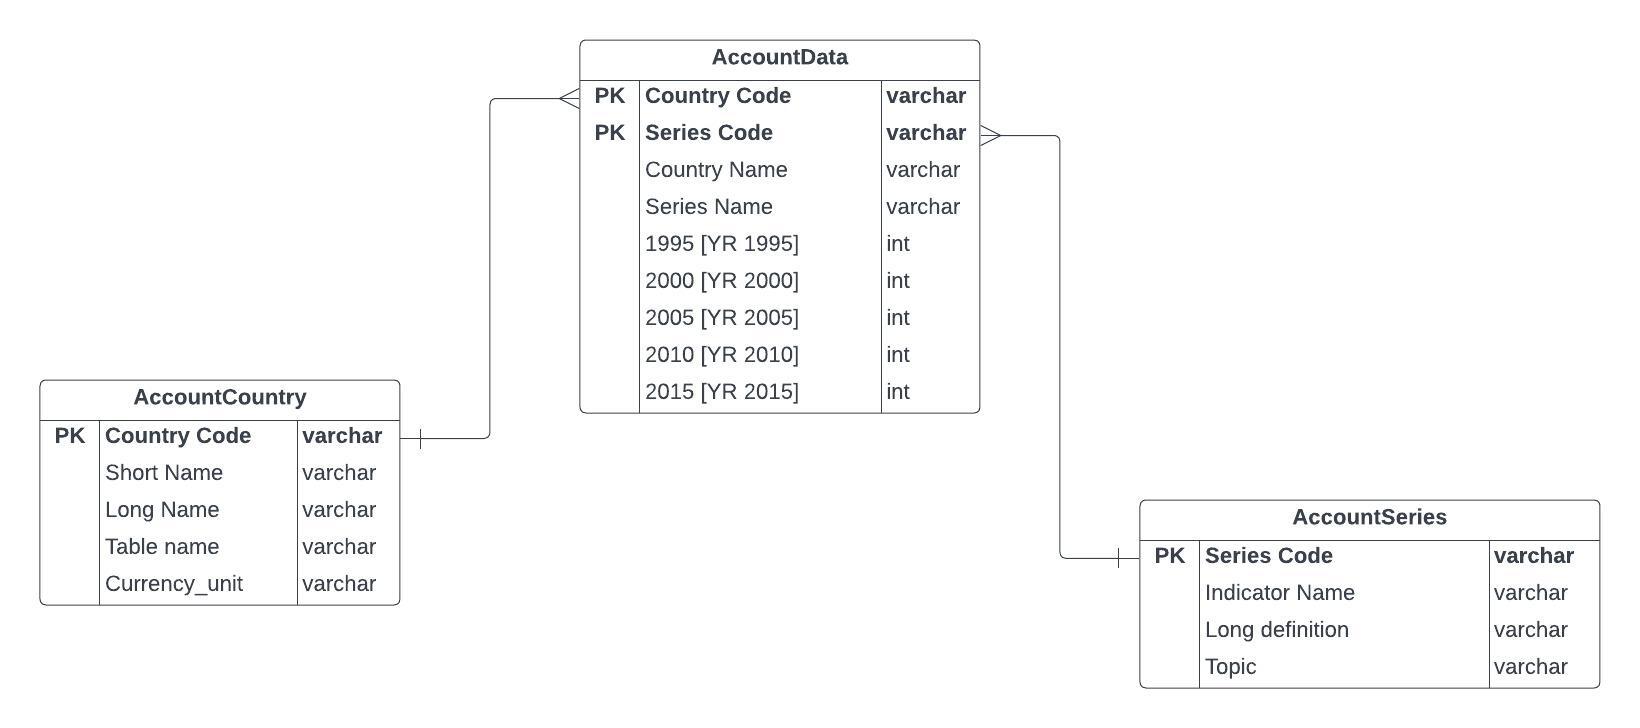 AccountData
PK Country Code varchar
PK Series Code varchar
Country Name varchar
Series Name varchar
1995 [YR 1995] int
2000 [YR 2000] int
2005 [YR 2005] int
2010 [YR 2010] int
2015 [YR 2015] int
AccountCountry
PK Country Code varchar
Short Name varchar
Long Name varchar
Table name varchar
Currency_unit varchar
AccountSeries
PK Series Code varchar
Indicator Name varchar
Long definition varchar
Topic varchar